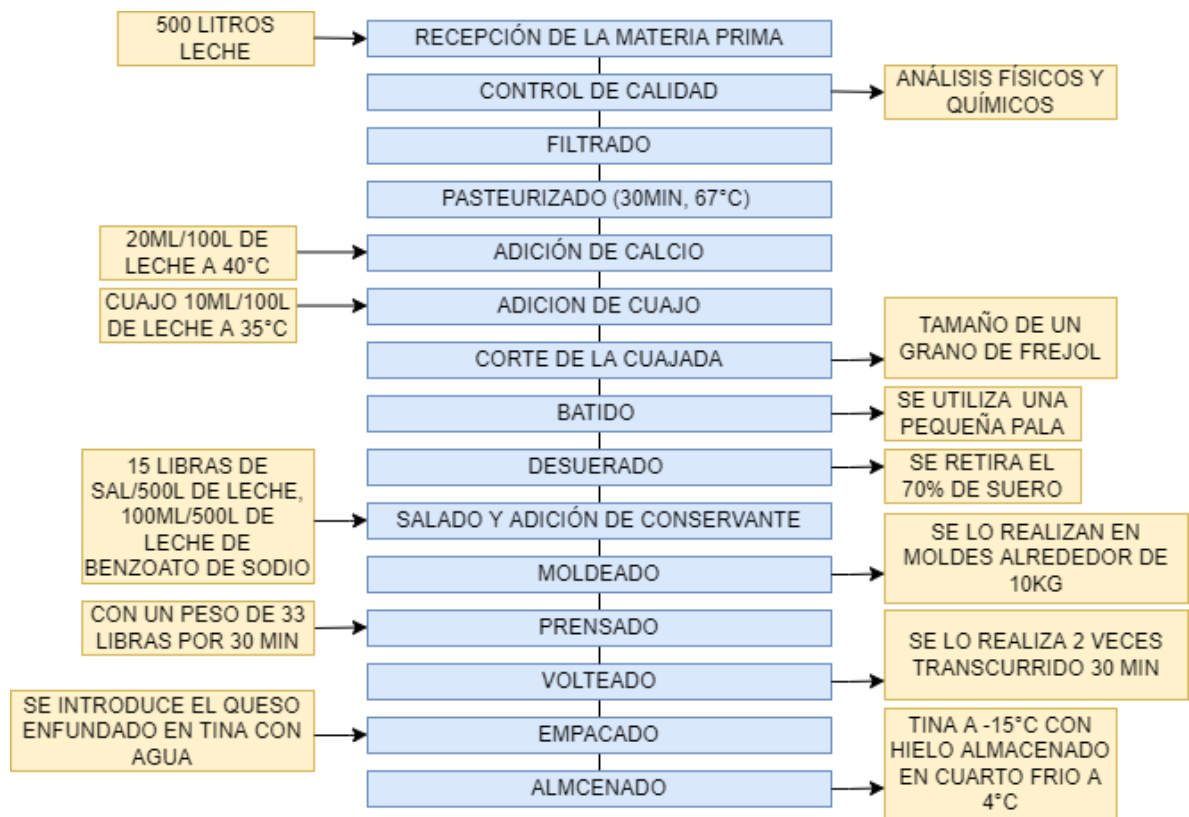 500 LITROS
LECHE
RECEPCIÓN DE LA MATERIA PRIMA
CONTROL DE CALIDAD
ANÁLISIS FÍSICOS Y
QUÍMICOS
FILTRADO
PASTEURIZADO (30MIN, 67°C)
20ML/100L DE
LECHE A 40°C
ADICIÓN DE CALCIO
CUAJO 10ML/100L
DE LECHE A 35°C
ADICION DE CUAJO
CORTE DE LA CUAJADA
TAMAÑO DE UN
GRANO DE FREJOL
BATIDO
SE UTILIZA UNA
PEQUEÑA PALA
DESUERADO
SE RETIRA EL
70% DE SUERO
15 LIBRAS DE
SAL/500L DE LECHE,
100ML/500L DE
LECHE DE
BENZOATO DE SODIO
SALADO Y ADICIÓN DE CONSERVANTE
MOLDEADO
SE LO REALIZAN EN
MOLDES ALREDEDOR DE
10KG
CON UN PESO DE 33
LIBRAS POR 30 MIN
PRENSADO
VOLTEADO
SE LO REALIZA 2 VECES
TRANSCURRIDO 30 MIN
SE INTRODUCE EL QUESO
ENFUNDADO EN TINA CON
AGUA
EMPACADO
ALMCENADO
TINA A -15°C CON
HIELO ALMACENADO
EN CUARTO FRIO A
4°C